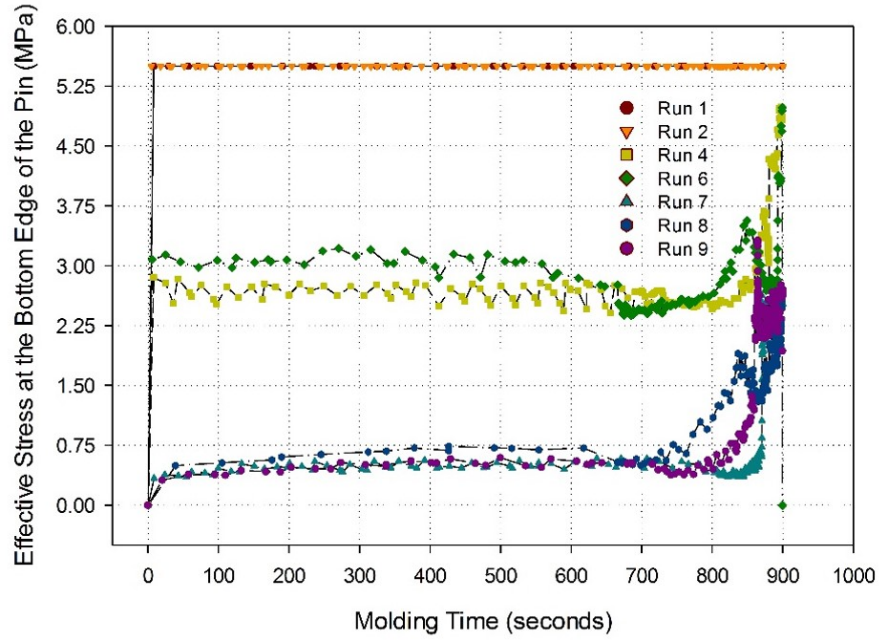 Effective Stress at the Bottom Edge of the Pin (MPa)
6.00
5.25
4.50
3.75
3.00
2.25
1.50
0.75
0.00
Run 1
Run 2
Run 4
Run 6
Run 7
Run 8
Run 9
0 100 200 300 400 500 600 700 800 900 1000
Molding Time (seconds)